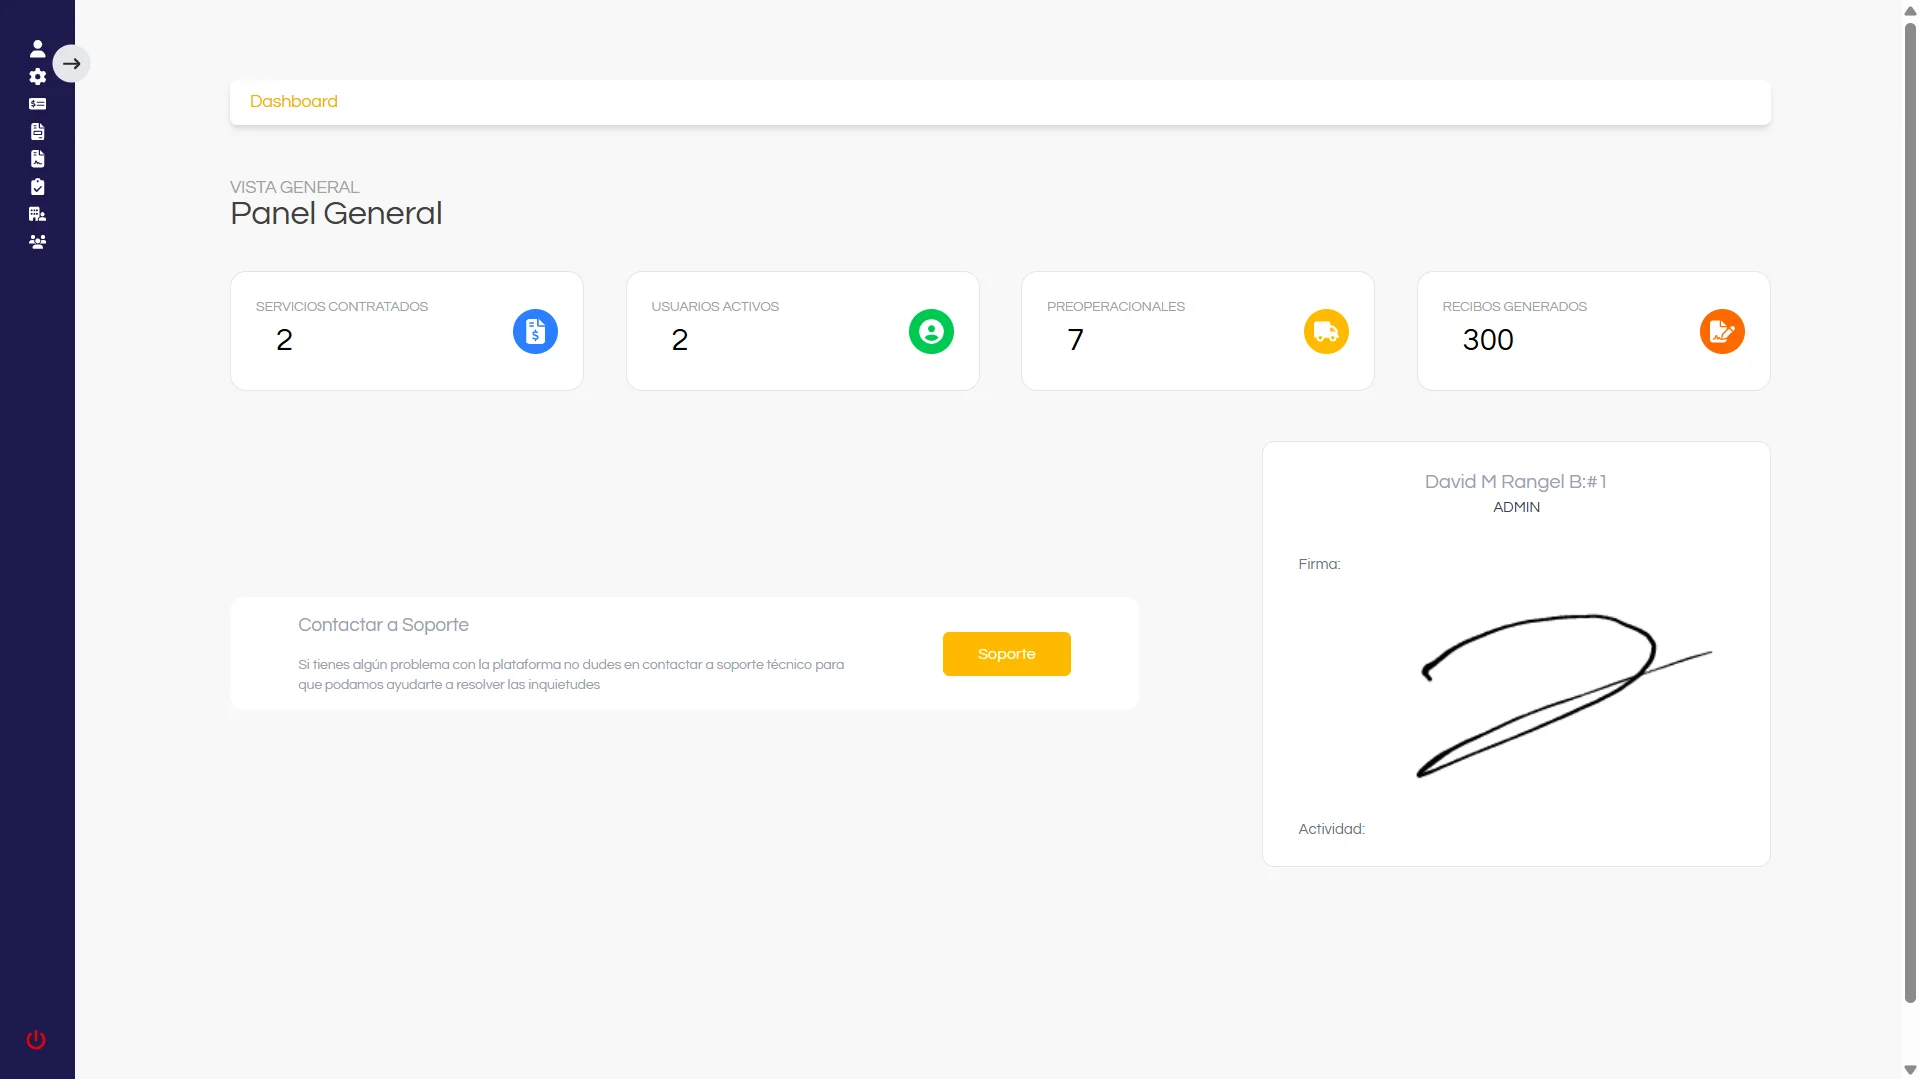 Dashboard
VISTA GENERAL
Panel General
SERVICIOS CONTRATADOS
2
USUARIOS ACTIVOS
2
PREOPERACIONALES
7
RECIBOS GENERADOS
300
David M Rangel B:#1
ADMIN
Firma:
Contactar a Soporte
Si tienes algún problema con la plataforma no dudes en contactar a soporte técnico para
que podamos ayudarte a resolver las inquietudes
Soporte
Actividad: